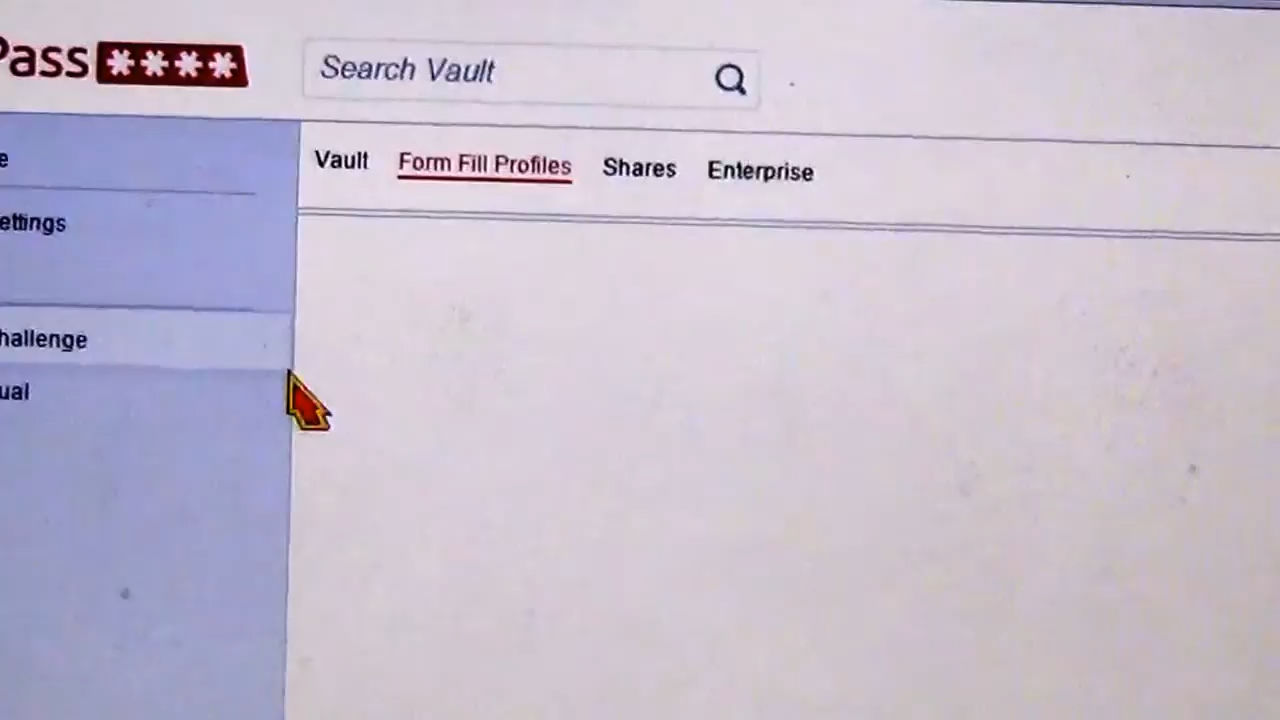 Pass ****
Search Vault
Vault Form Fill Profiles Shares Enterprise
e
ettings
hallenge
ual